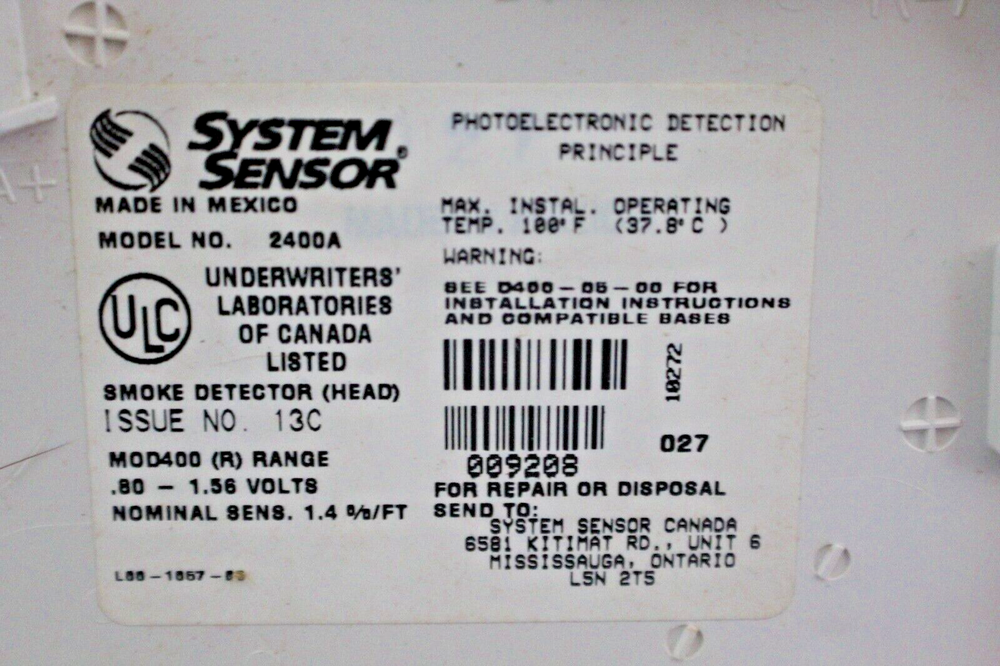 SYSTEM
SENSOR®
MADE IN MEXICO
MODEL NO. 2400A
ULC
UNDERWRITERS'
LABORATORIES
OF CANADA
LISTED
SMOKE DETECTOR (HEAD)
ISSUE NO. 13C
MOD400 (R) RANGE
.80 – 1.56 VOLTS
NOMINAL SENS. 1.4 %/FT
PHOTOELECTRONIC DETECTION
PRINCIPLE
MAX. INSTAL. OPERATING
TEMP. 100°F (37.8°C )
WARNING:
SEE D400–05–00 FOR
INSTALLATION INSTRUCTIONS
AND COMPATIBLE BASES
10272
027
009208
FOR REPAIR OR DISPOSAL
SEND TO:
SYSTEM SENSOR CANADA
6581 KITIMAT RD., UNIT 6
MISSISSAUGA, ONTARIO
L5N 2T5
A+